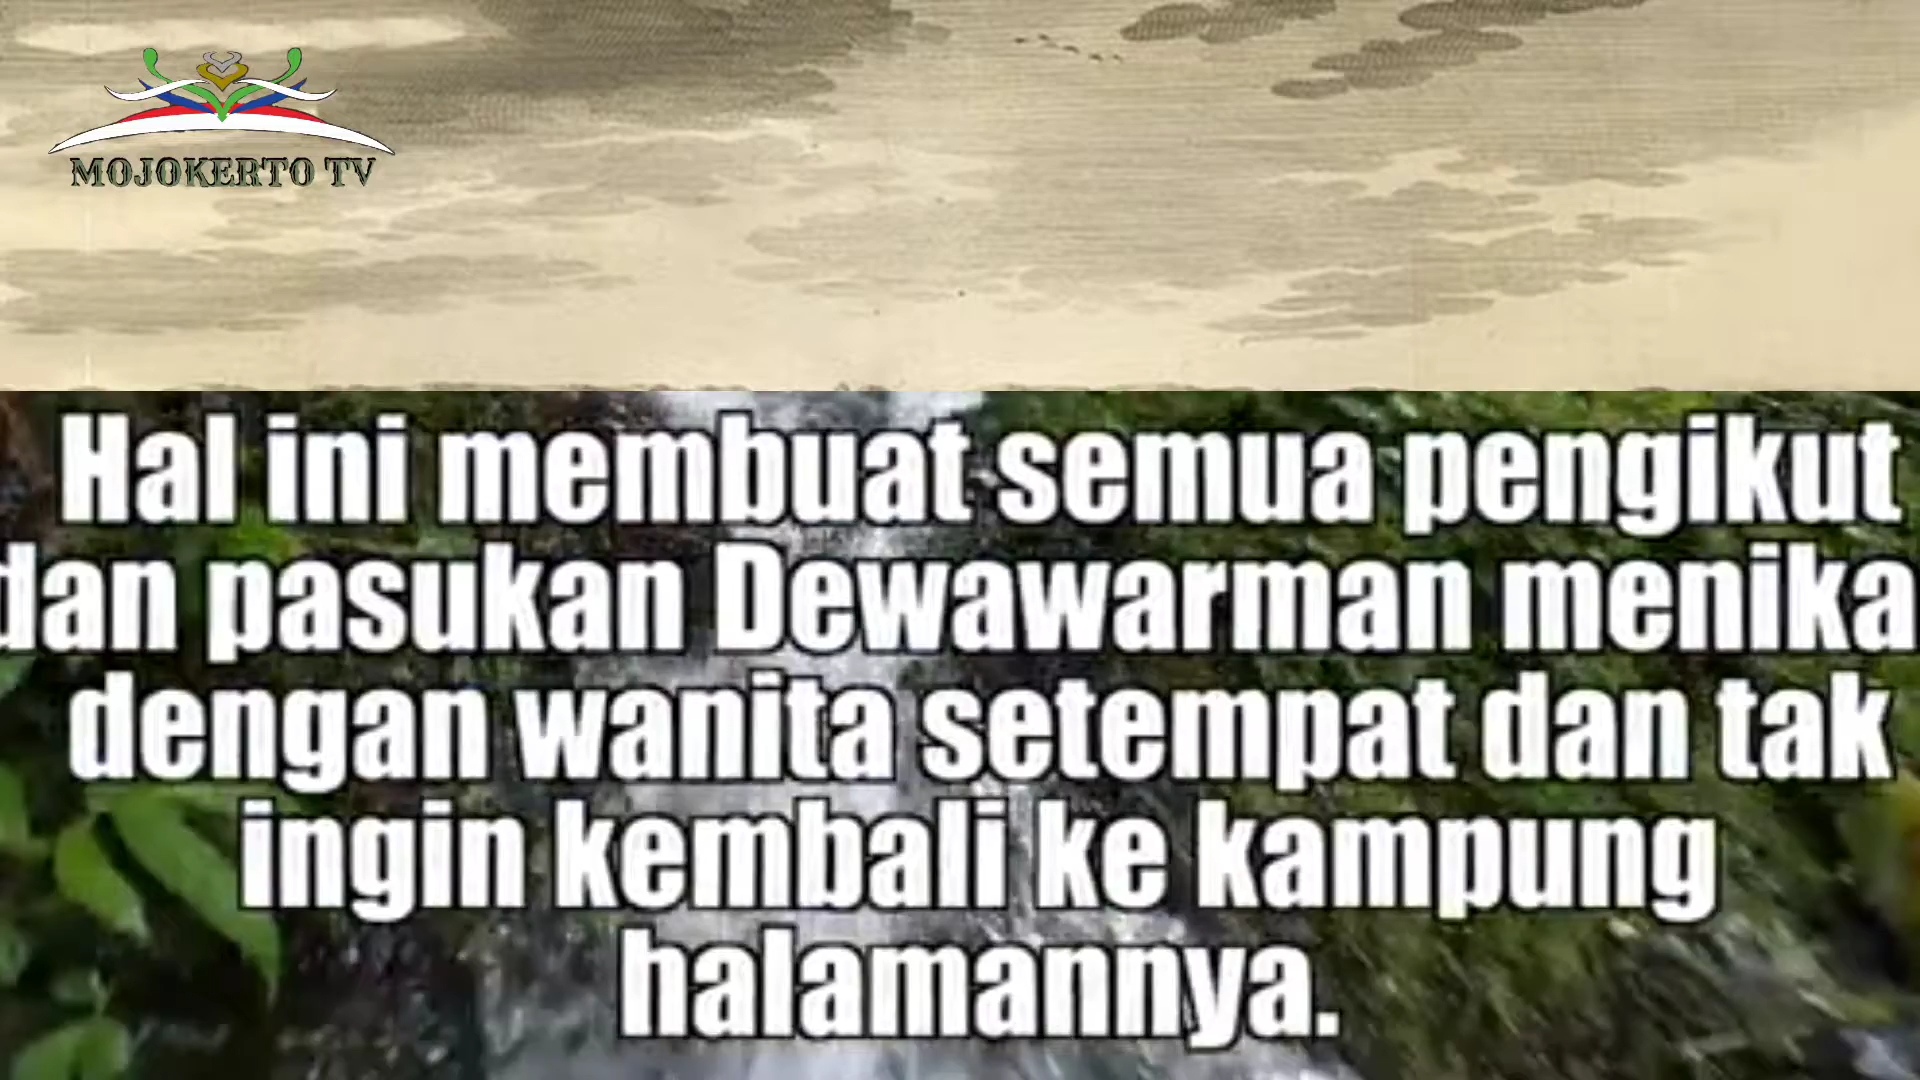 MOJOKERTO TV
Hal ini membuat semua pengikut
dan pasukan Dewawarman menika
dengan wanita setempat dan tak
ingin kembali ke kampung
halamannya.